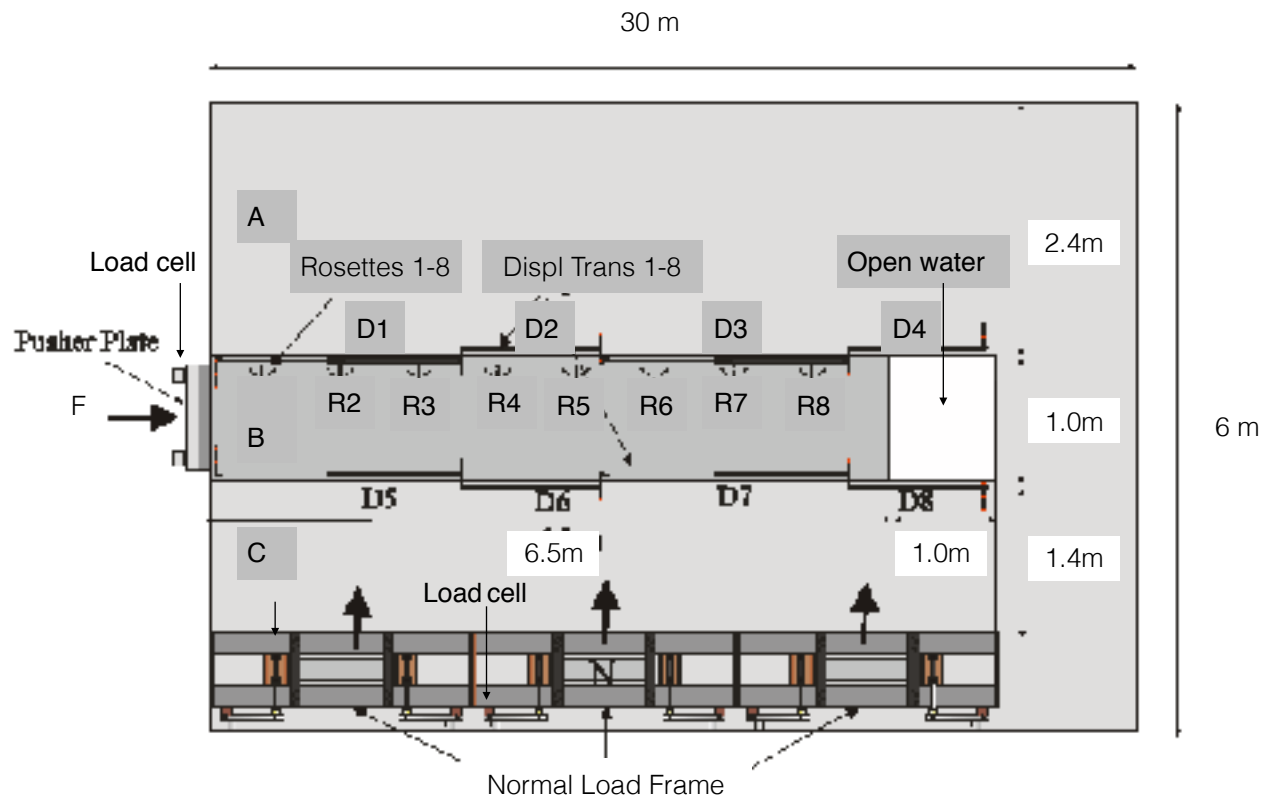 30 m
A
2.4m
Load cell
Rosettes 1-8
Displ Trans 1-8
Open water
D1
D2
D3
D4
Pusher Plate
F
R2
R3
R4
R5
R6
R7
R8
B
1.0m
6 m
D5
D6
D7
D8
C
6.5m
1.0m
1.4m
Load cell
N
Normal Load Frame